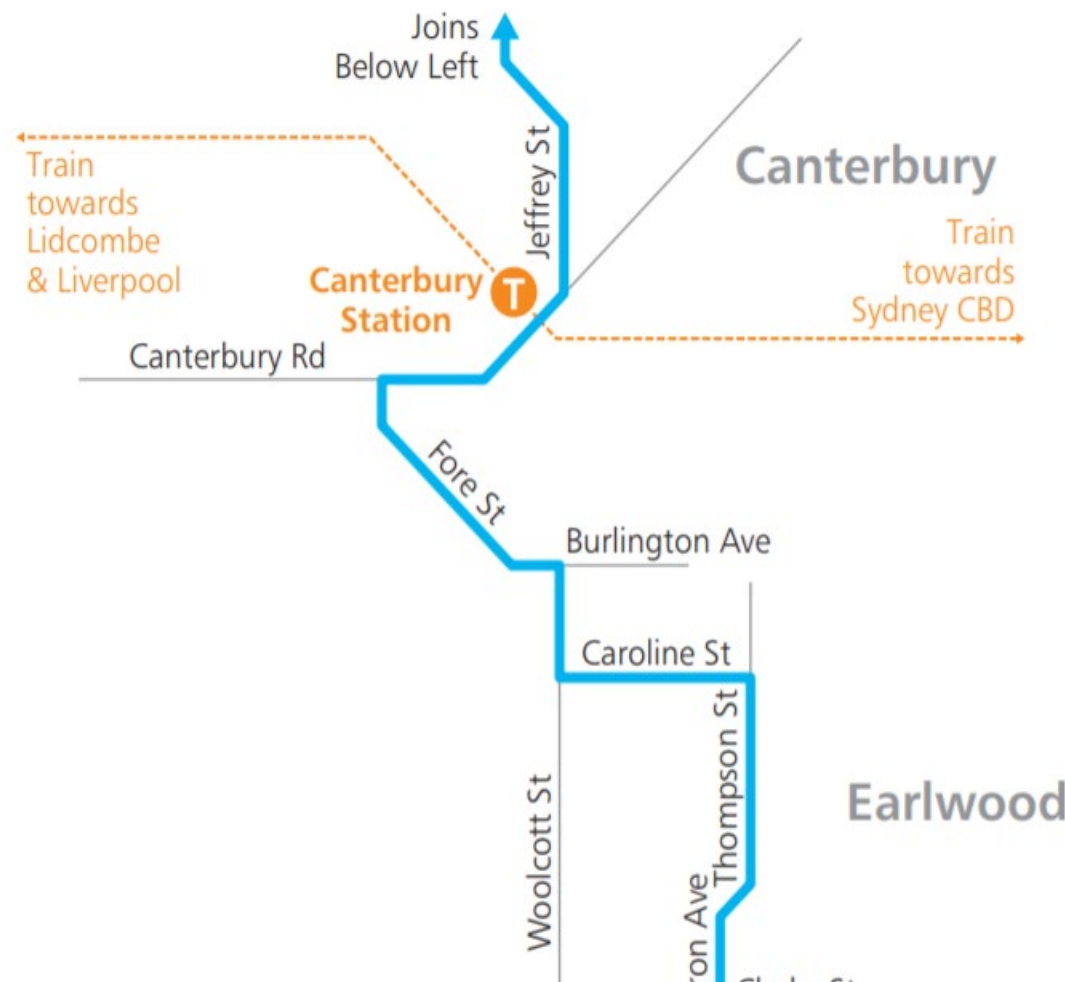 Joins
Below Left
Jeffrey St
Canterbury
Train
towards
Lidcombe
& Liverpool
Train
towards
Sydney CBD
Canterbury
Station
T
Canterbury Rd
Fore St
Burlington Ave
Caroline St
Thompson St
Earlwood
Woolcott St
Ave